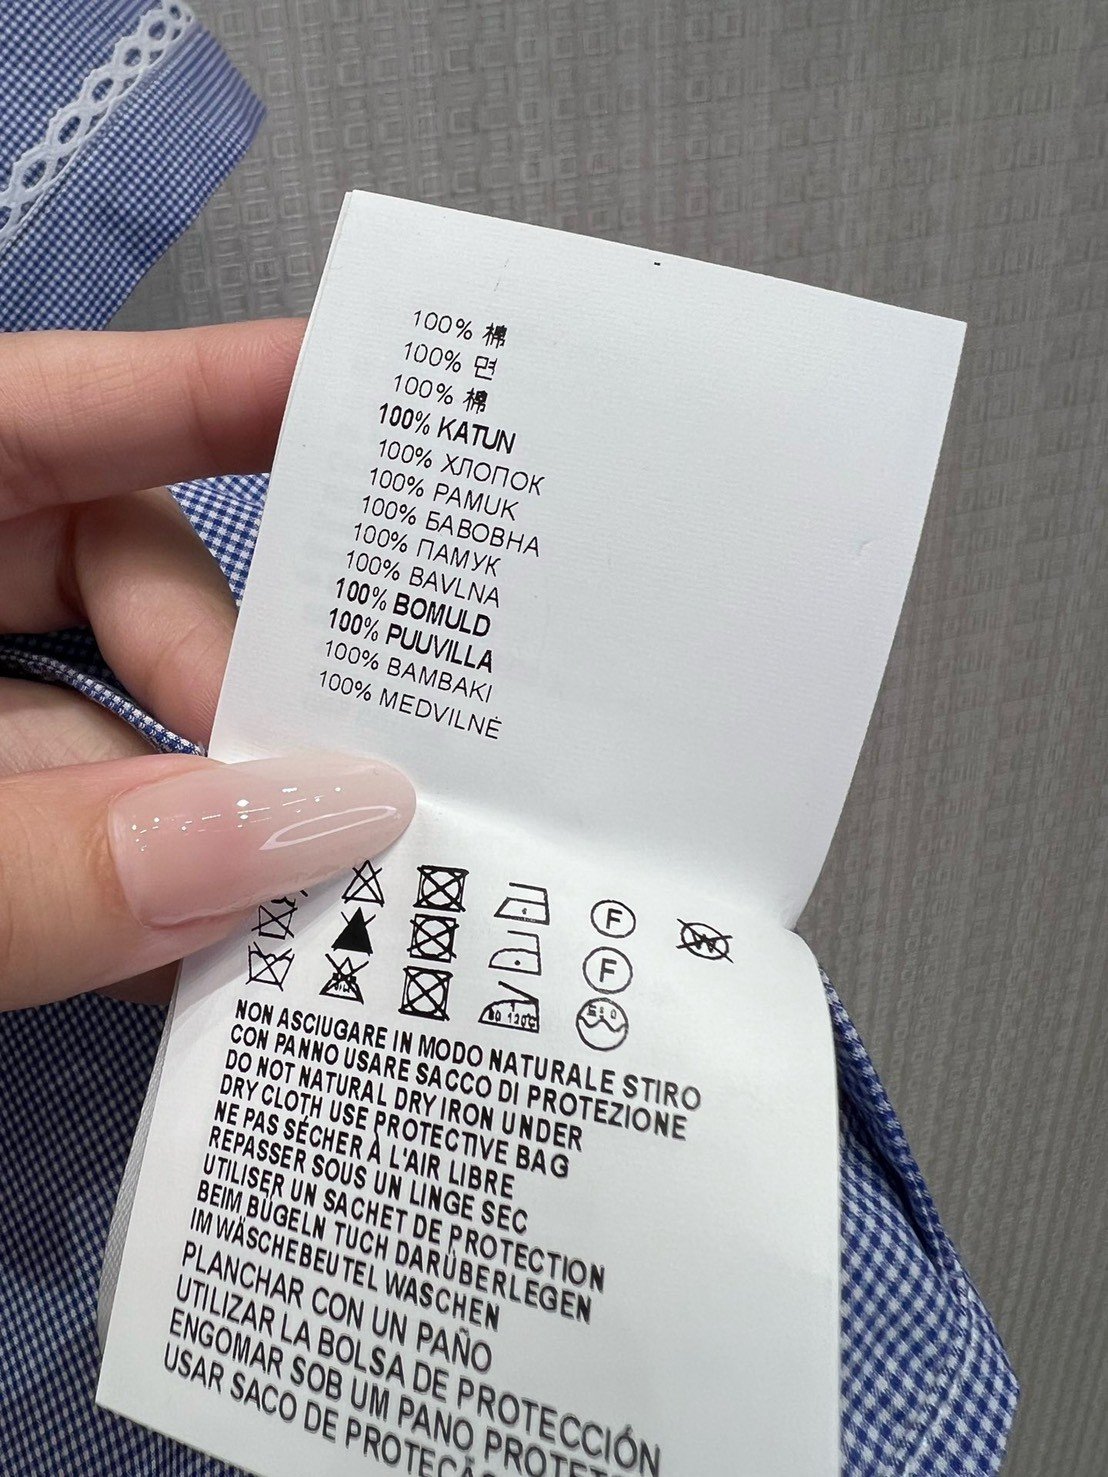 100% 棉
100% 면
100% 棉
100% KATUN
100% ХЛОПОК
100% PAMUK
100% БАВОВНА
100% ПАМУК
100% BAVLNA
100% BOMULD
100% PUUVILLA
100% BAMBAKI
100% MEDVILNĖ
F
W
F
NON ASCIUGARE IN MODO NATURALE STIRO
CON PANNO USARE SACCO DI PROTEZIONE
DO NOT NATURAL DRY IRON UNDER
DRY CLOTH USE PROTECTIVE BAG
NE PAS SÉCHER À L'AIR LIBRE
REPASSER SOUS UN LINGE SEC
UTILISER UN SACHET DE PROTECTION
BEIM BÜGELN TUCH DARÜBERLEGEN
IM WÄSCHEBEUTEL WASCHEN
PLANCHAR CON UN PAÑO
UTILIZAR LA BOLSA DE PROTECCIÓN
ENGOMAR SOB UM PANO
USAR SACO DE